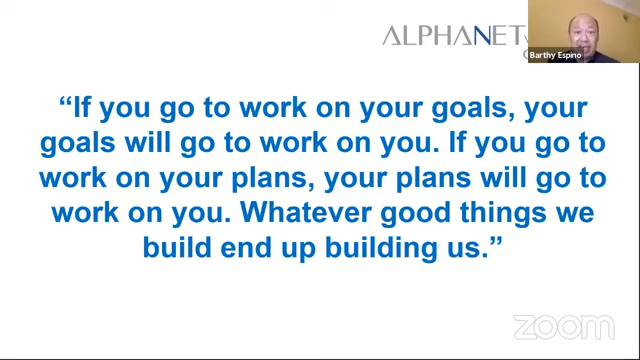 ALPHANET
Barthy Espino
“If you go to work on your goals, your
goals will go to work on you. If you go to
work on your plans, your plans will go to
work on you. Whatever good things we
build end up building us.”
zoom